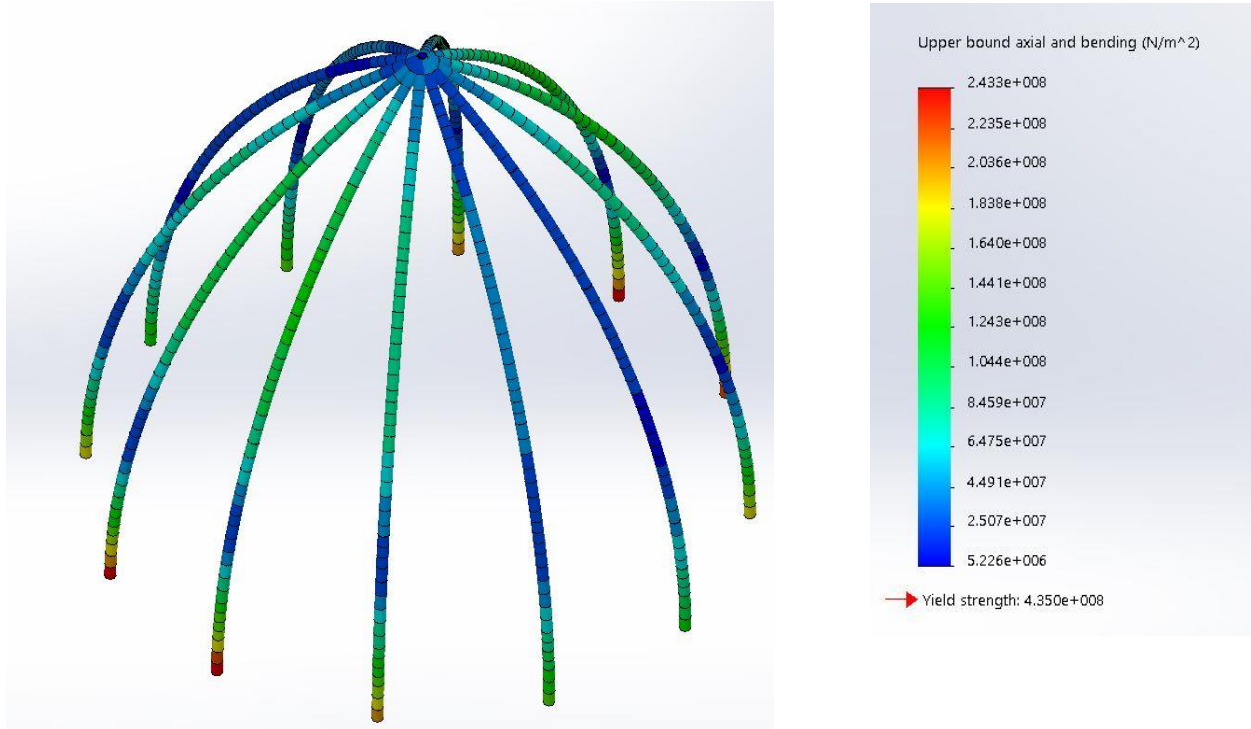 Upper bound axial and bending (N/m^2)
2.433e+008
2.235e+008
2.036e+008
1.838e+008
1.640e+008
1.441e+008
1.243e+008
1.044e+008
8.459e+007
6.475e+007
4.491e+007
2.507e+007
5.226e+006
Yield strength: 4.350e+008